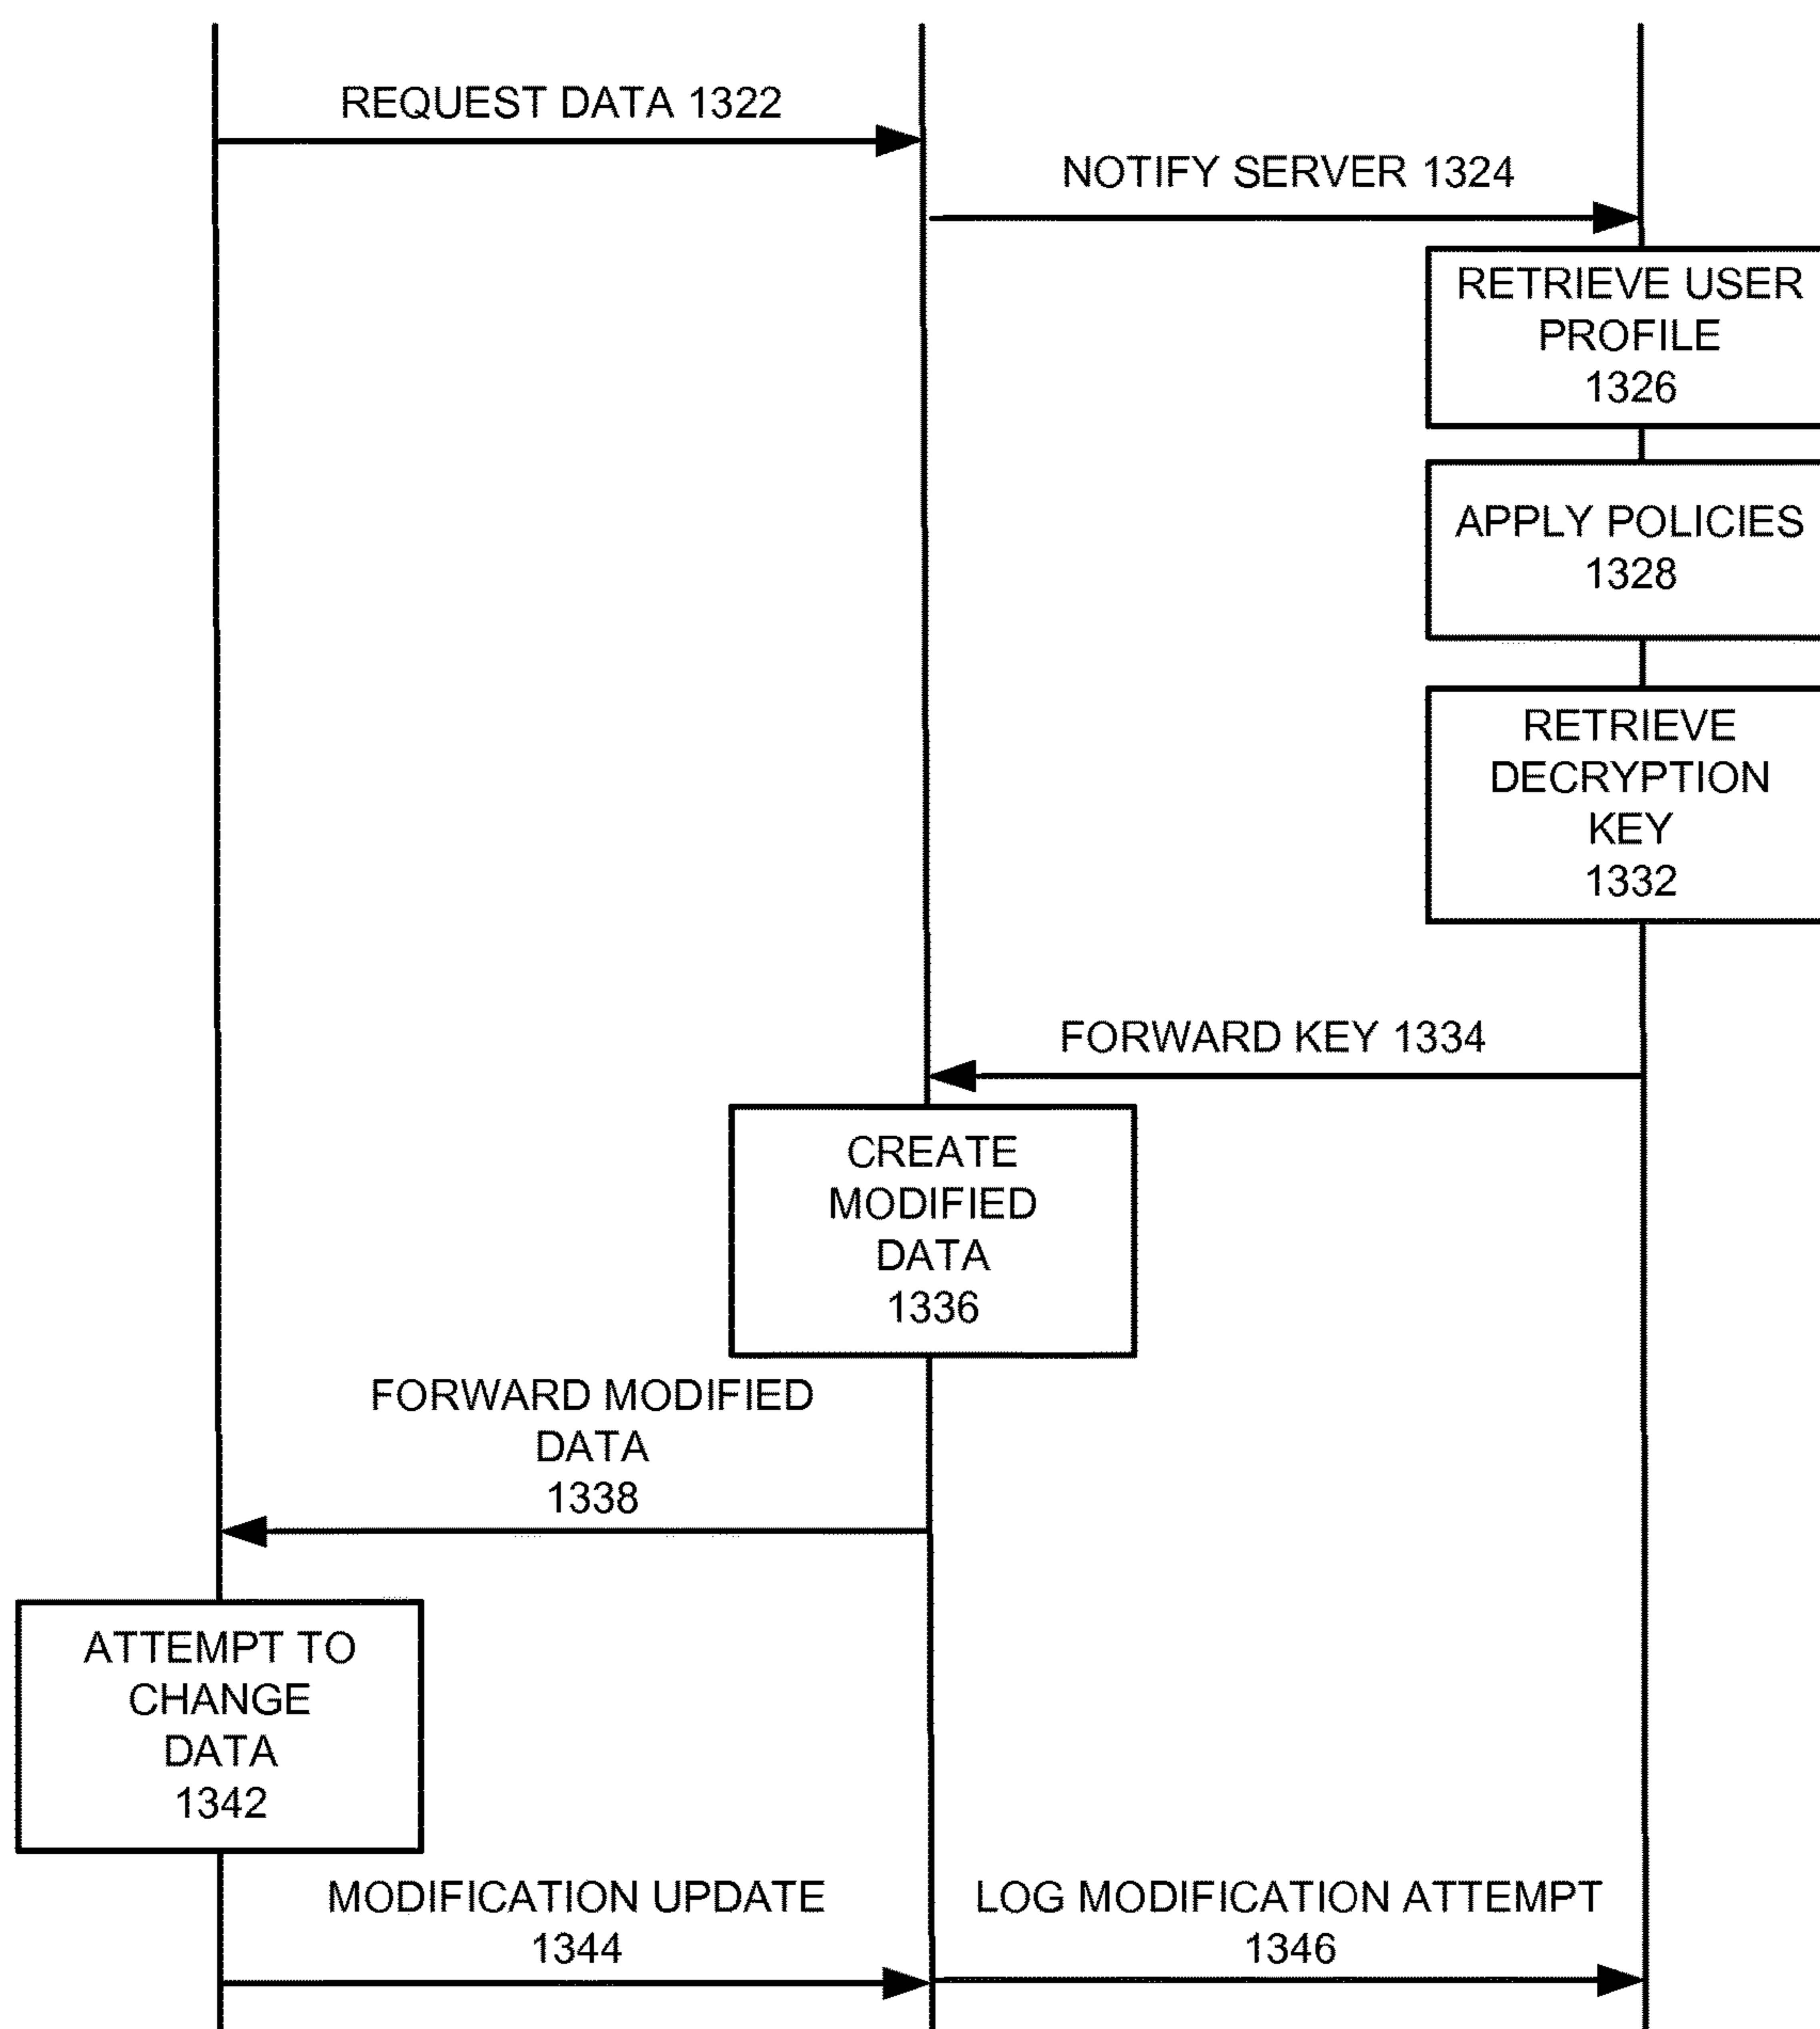 REQUEST DATA 1322
NOTIFY SERVER 1324
RETRIEVE USER
PROFILE
1326
APPLY POLICIES
1328
RETRIEVE
DECRYPTION
KEY
1332
FORWARD KEY 1334
CREATE
MODIFIED
DATA
1336
FORWARD MODIFIED
DATA
1338
ATTEMPT TO
CHANGE
DATA
1342
MODIFICATION UPDATE
1344
LOG MODIFICATION ATTEMPT
1346